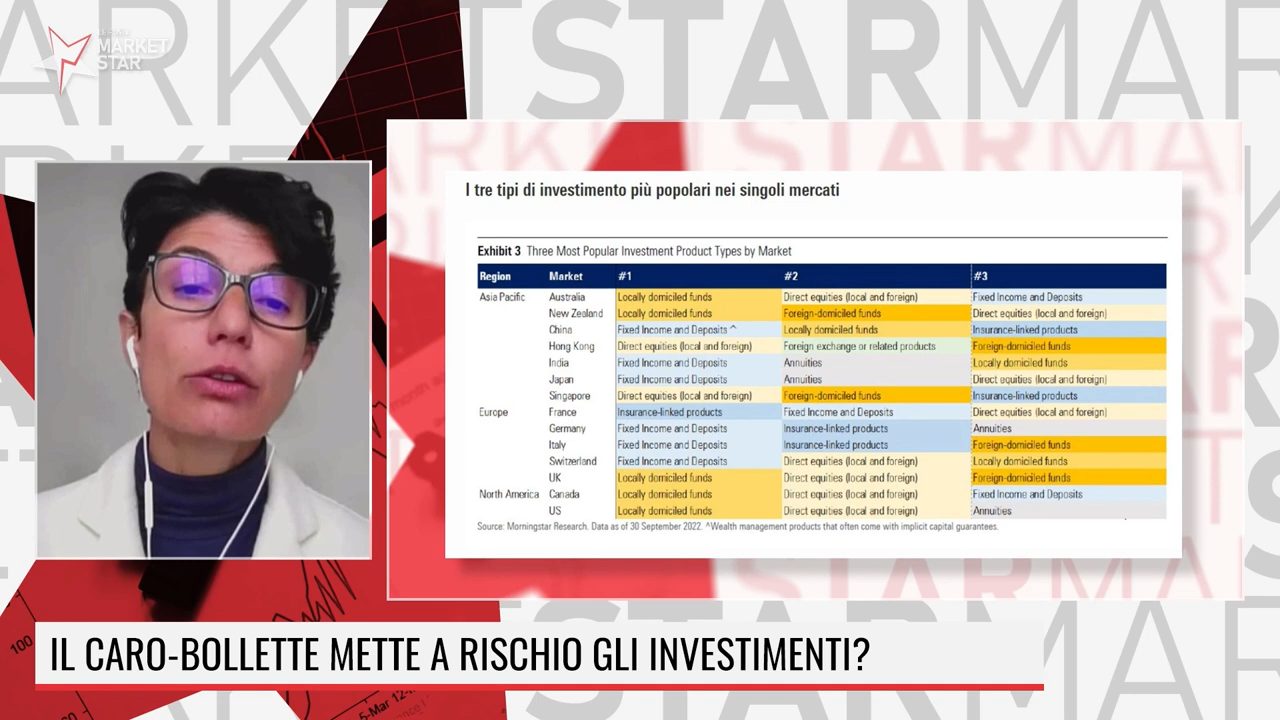 MARKET
STAR
I tre tipi di investimento più popolari nei singoli mercati
Exhibit 3 Three Most Popular Investment Product Types by Market
Region Market #1 #2 #3
Asia Pacific Australia Locally domiciled funds Direct equities (local and foreign) Fixed Income and Deposits
New Zealand Locally domiciled funds Foreign-domiciled funds Direct equities (local and foreign)
China Fixed Income and Deposits ^ Locally domiciled funds Insurance-linked products
Hong Kong Direct equities (local and foreign) Foreign exchange or related products Foreign-domiciled funds
India Fixed Income and Deposits Annuities Locally domiciled funds
Japan Fixed Income and Deposits Annuities Direct equities (local and foreign)
Singapore Direct equities (local and foreign) Foreign-domiciled funds Insurance-linked products
Europe France Insurance-linked products Fixed Income and Deposits Direct equities (local and foreign)
Germany Fixed Income and Deposits Insurance-linked products Annuities
Italy Fixed Income and Deposits Insurance-linked products Foreign-domiciled funds
Switzerland Fixed Income and Deposits Direct equities (local and foreign) Locally domiciled funds
UK Locally domiciled funds Direct equities (local and foreign) Foreign-domiciled funds
North America Canada Locally domiciled funds Direct equities (local and foreign) Fixed Income and Deposits
US Locally domiciled funds Direct equities (local and foreign) Annuities
Source: Morningstar Research. Data as of 30 September 2022. ^Wealth management products that often come with implicit capital guarantees.
100
5-Mar
IL CARO-BOLLETTE METTE A RISCHIO GLI INVESTIMENTI?